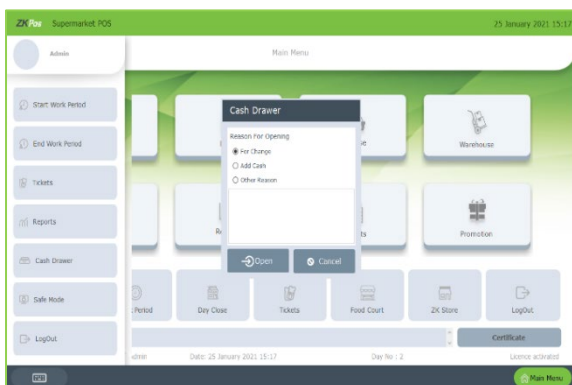 ZKPos Supermarket POS 25 January 2021 15:17
Admin
Main Menu
Start Work Period
End Work Period
Tickets
Reports
Cash Drawer
Safe Mode
LogOut
Cash Drawer
Reason For Opening
For Change
Add Cash
Other Reason
Open
Cancel
Warehouse
Promotion
Period
Day Close
Tickets
Food Court
ZK Store
LogOut
Certificate
Admin Date: 25 January 2021 15:17 Day No : 2 Licence activated
Main Menu